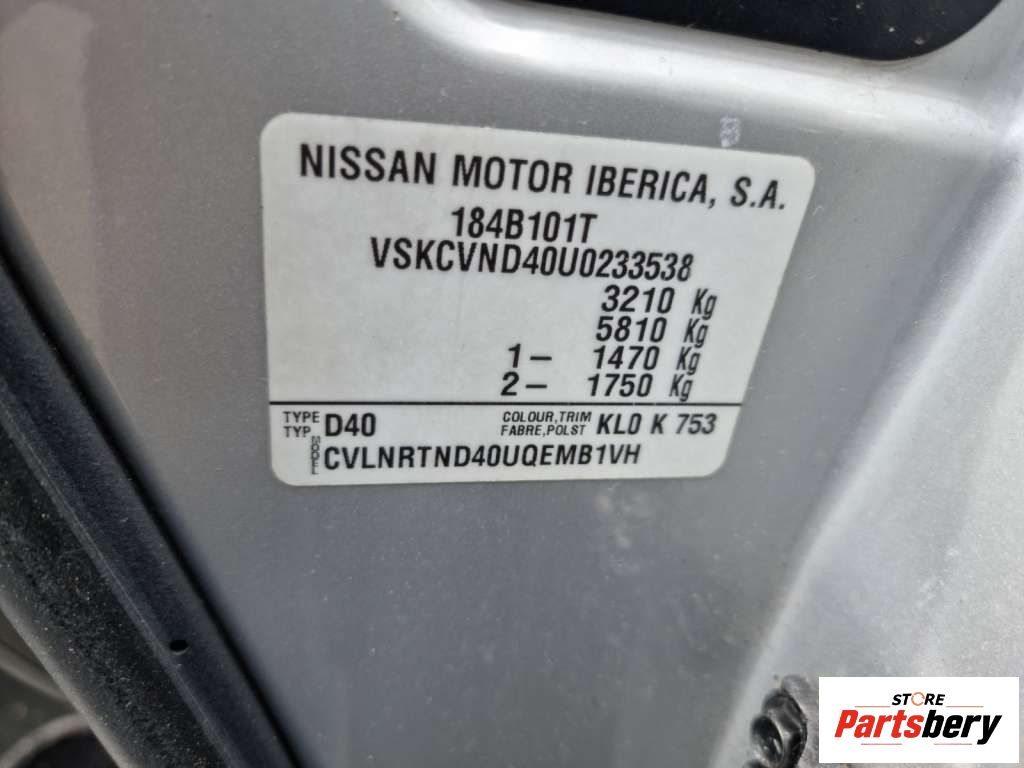 NISSAN MOTOR IBERICA, S.A.
184B101T
VSKCVND40U0233538
3210 Kg
5810 Kg
1- 1470 Kg
2- 1750 Kg
TYPE
TYP D40 COLOUR,TRIM
FABRE,POLST KL0 K 753
MODEL CVLNRTND40UQEMB1VH
STORE
Partsbery